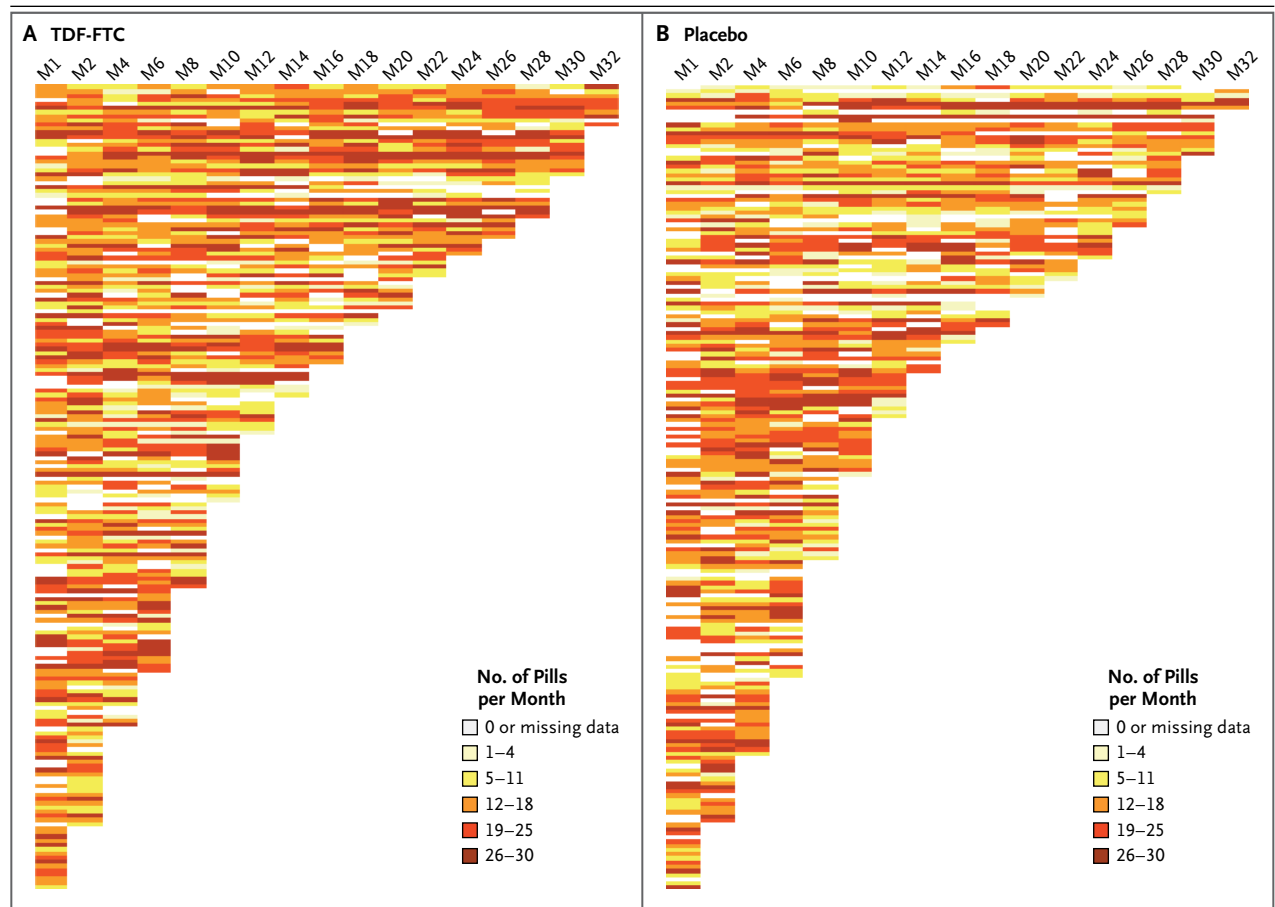 A TDF-FTC
M1 M2 M4 M6 M8 M10 M12 M14 M16 M18 M20 M22 M24 M26 M28 M30 M32
No. of Pills
per Month
0 or missing data
1–4
5–11
12–18
19–25
26–30
B Placebo
M1 M2 M4 M6 M8 M10 M12 M14 M16 M18 M20 M22 M24 M26 M28 M30 M32
No. of Pills
per Month
0 or missing data
1–4
5–11
12–18
19–25
26–30